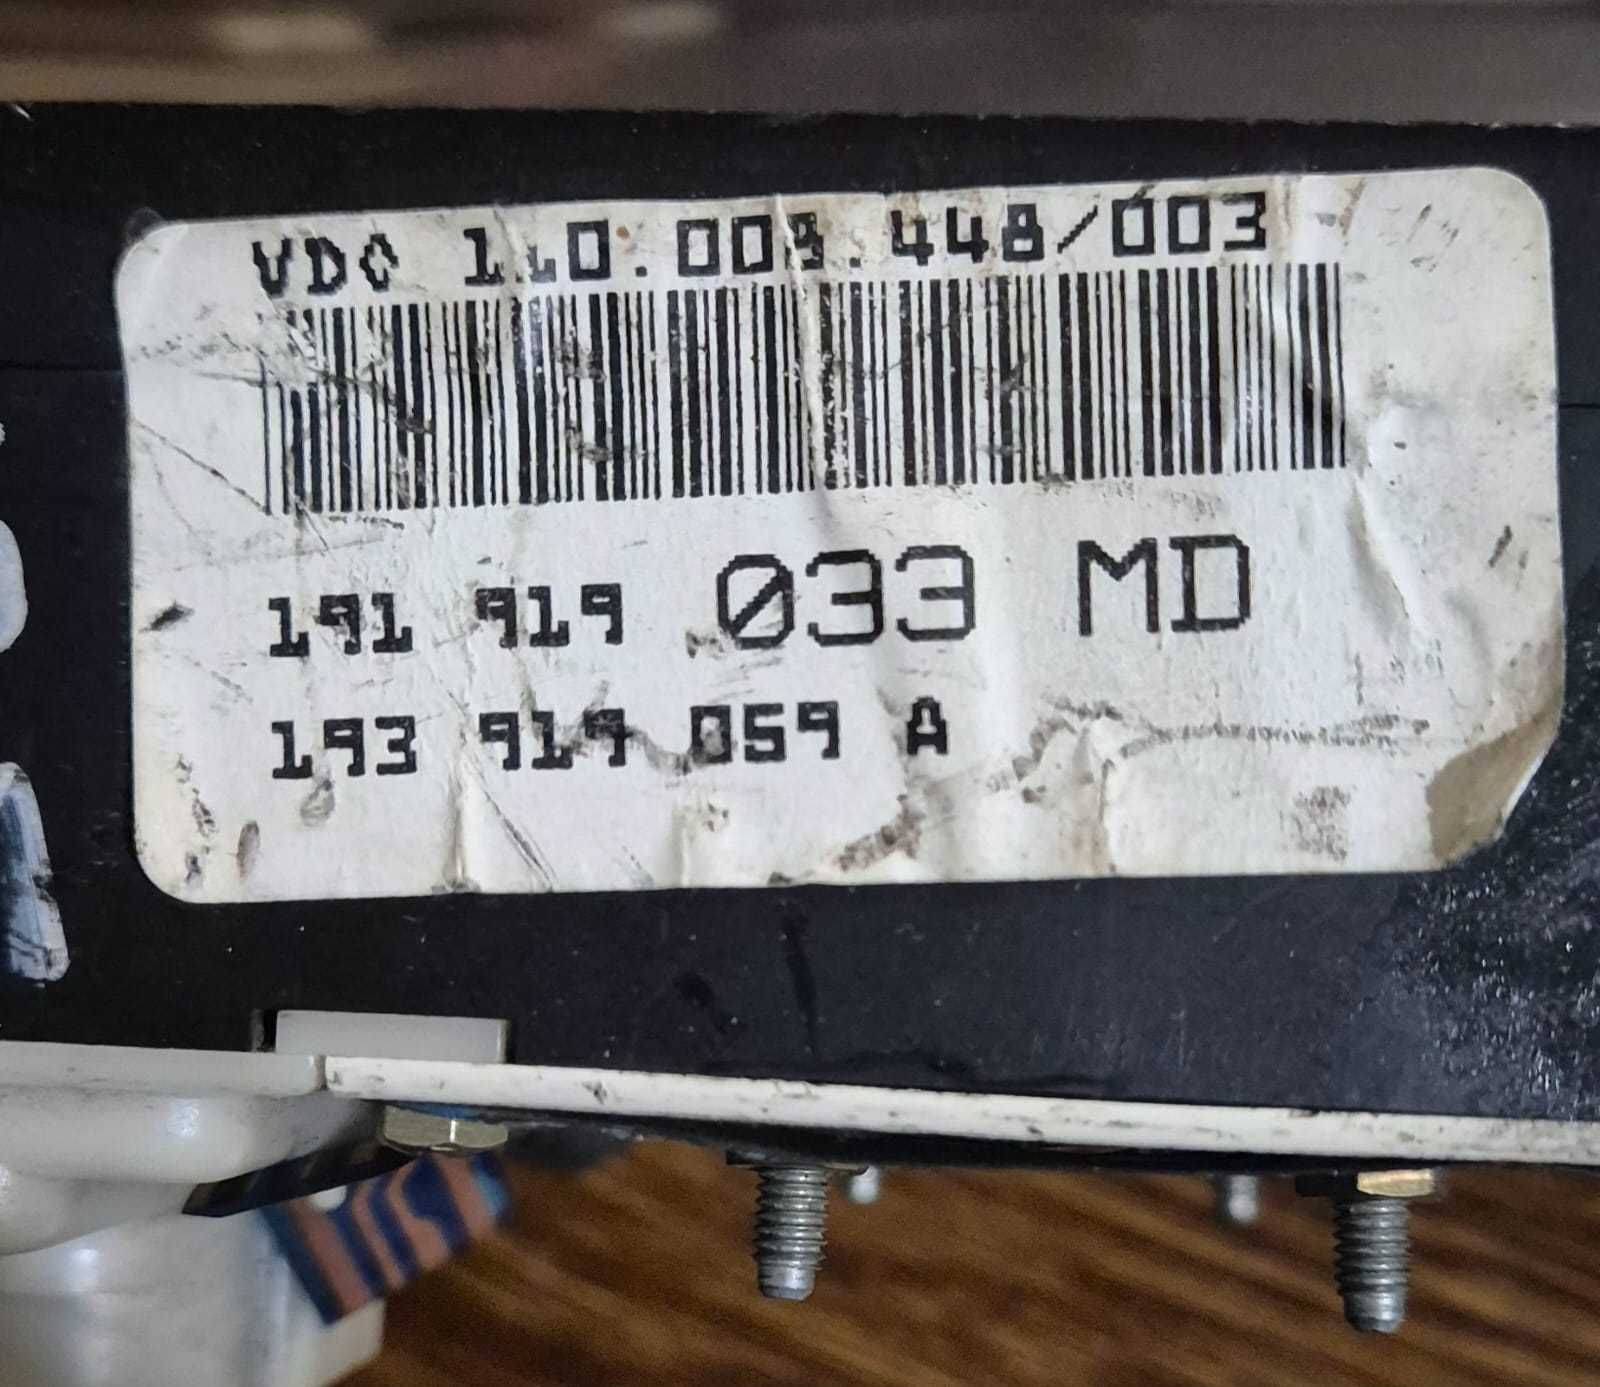 VDO 110.008.448/003
191 919 033 MD
193 919 059 A